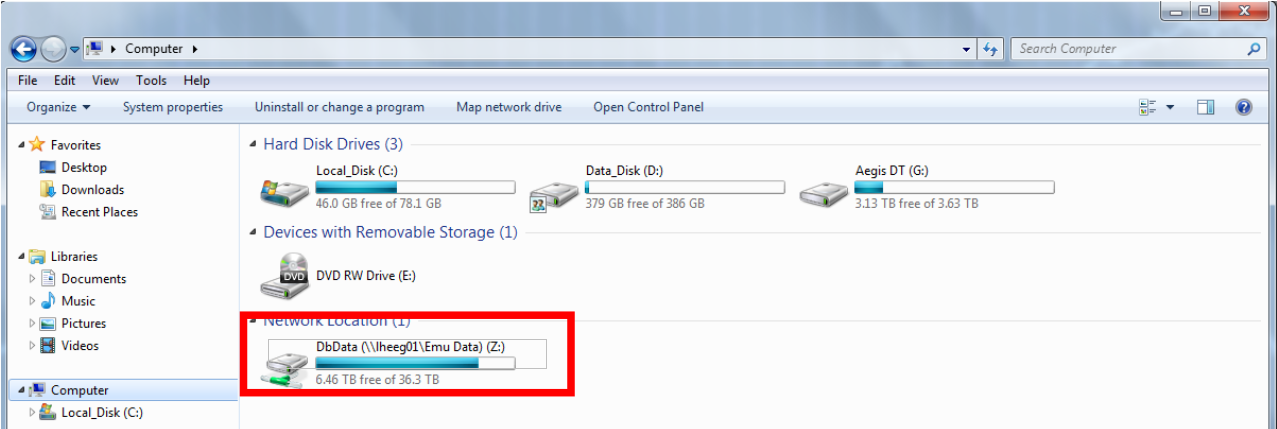 Computer
Search Computer
File Edit View Tools Help
Organize System properties Uninstall or change a program Map network drive Open Control Panel
Favorites
Desktop
Downloads
Recent Places
Libraries
Documents
Music
Pictures
Videos
Computer
Local_Disk (C:)
Hard Disk Drives (3)
Local_Disk (C:)
46.0 GB free of 78.1 GB
Data_Disk (D:)
379 GB free of 386 GB
Aegis DT (G:)
3.13 TB free of 3.63 TB
Devices with Removable Storage (1)
DVD
DVD RW Drive (E:)
Network Location (1)
DbData (\\lheeg01\Emu Data) (Z:)
6.46 TB free of 36.3 TB